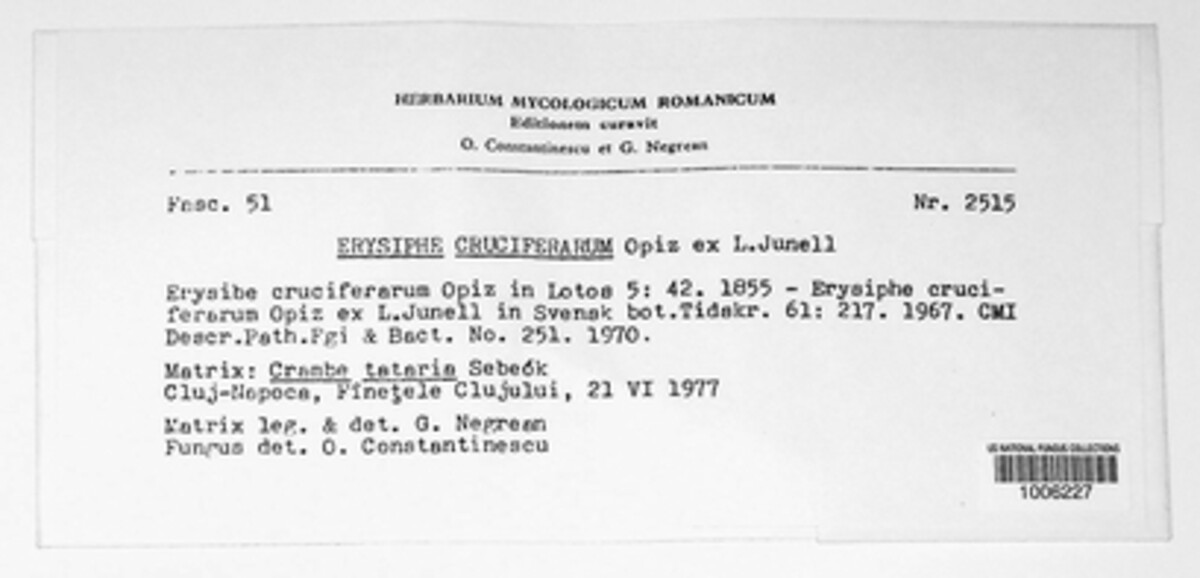 HERBARIUM MYCOLOGICUM ROMANICUM
Editionem curavit
O. Constantinescu et G. Negrean
Fasc. 51 Nr. 2515
ERYSIPHE CRUCIFERARUM Opiz ex L.Junell
Erysibe cruciferarum Opiz in Lotos 5: 42. 1855 - Erysiphe cruci-
ferarum Opiz ex L.Junell in Svensk bot.Tidskr. 61: 217. 1967. CMI
Descr.Path.Fgi & Bact. No. 251. 1970.
Matrix: Crambe tataria Sebeók
Cluj-Napoca, Fînețele Clujului, 21 VI 1977
Matrix leg. & det. G. Negrean
Fungus det. O. Constantinescu
US NATIONAL FUNGUS COLLECTIONS
1006227